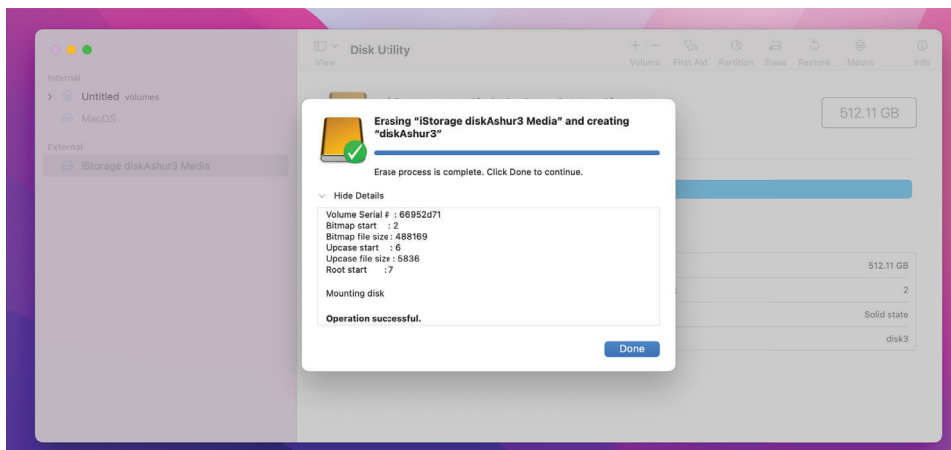 Disk Utility
View
Volume First Aid Partition Erase Restore Mount Info
Internal
Untitled volumes
MacOS
External
iStorage diskAshur3 Media
512.11 GB
Erasing “iStorage diskAshur3 Media” and creating
“diskAshur3”
Erase process is complete. Click Done to continue.
Hide Details
Volume Serial # : 66952d71
Bitmap start : 2
Bitmap file size : 488169
Upcase start : 6
Upcase file size : 5836
Root start :7
Mounting disk
Operation successful.
Done
512.11 GB
2
Solid state
disk3